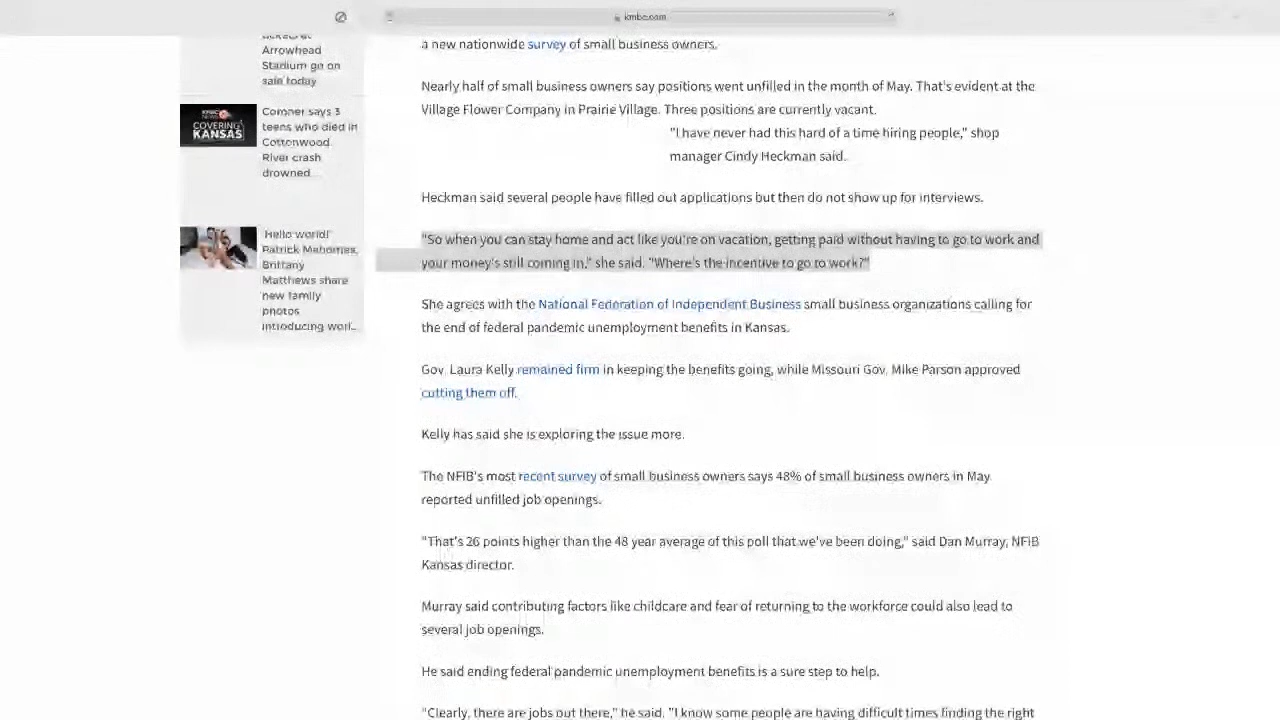 kmbc.com
tickets at
Arrowhead
Stadium go on
sale today
KMBC
NEWS
COVERING
KANSAS
Coroner says 3
teens who died in
Cottonwood
River crash
drowned
'Hello world!'
Patrick Mahomes,
Brittany
Matthews share
new family
photos
introducing worl...
a new nationwide survey of small business owners.
Nearly half of small business owners say positions went unfilled in the month of May. That's evident at the
Village Flower Company in Prairie Village. Three positions are currently vacant.
"I have never had this hard of a time hiring people," shop
manager Cindy Heckman said.
Heckman said several people have filled out applications but then do not show up for interviews.
"So when you can stay home and act like you're on vacation, getting paid without having to go to work and
your money's still coming in," she said. "Where's the incentive to go to work?"
She agrees with the National Federation of Independent Business small business organizations calling for
the end of federal pandemic unemployment benefits in Kansas.
Gov. Laura Kelly remained firm in keeping the benefits going, while Missouri Gov. Mike Parson approved
cutting them off.
Kelly has said she is exploring the issue more.
The NFIB's most recent survey of small business owners says 48% of small business owners in May
reported unfilled job openings.
"That's 26 points higher than the 48 year average of this poll that we've been doing," said Dan Murray, NFIB
Kansas director.
Murray said contributing factors like childcare and fear of returning to the workforce could also lead to
several job openings.
He said ending federal pandemic unemployment benefits is a sure step to help.
"Clearly, there are jobs out there," he said. "I know some people are having difficult times finding the right